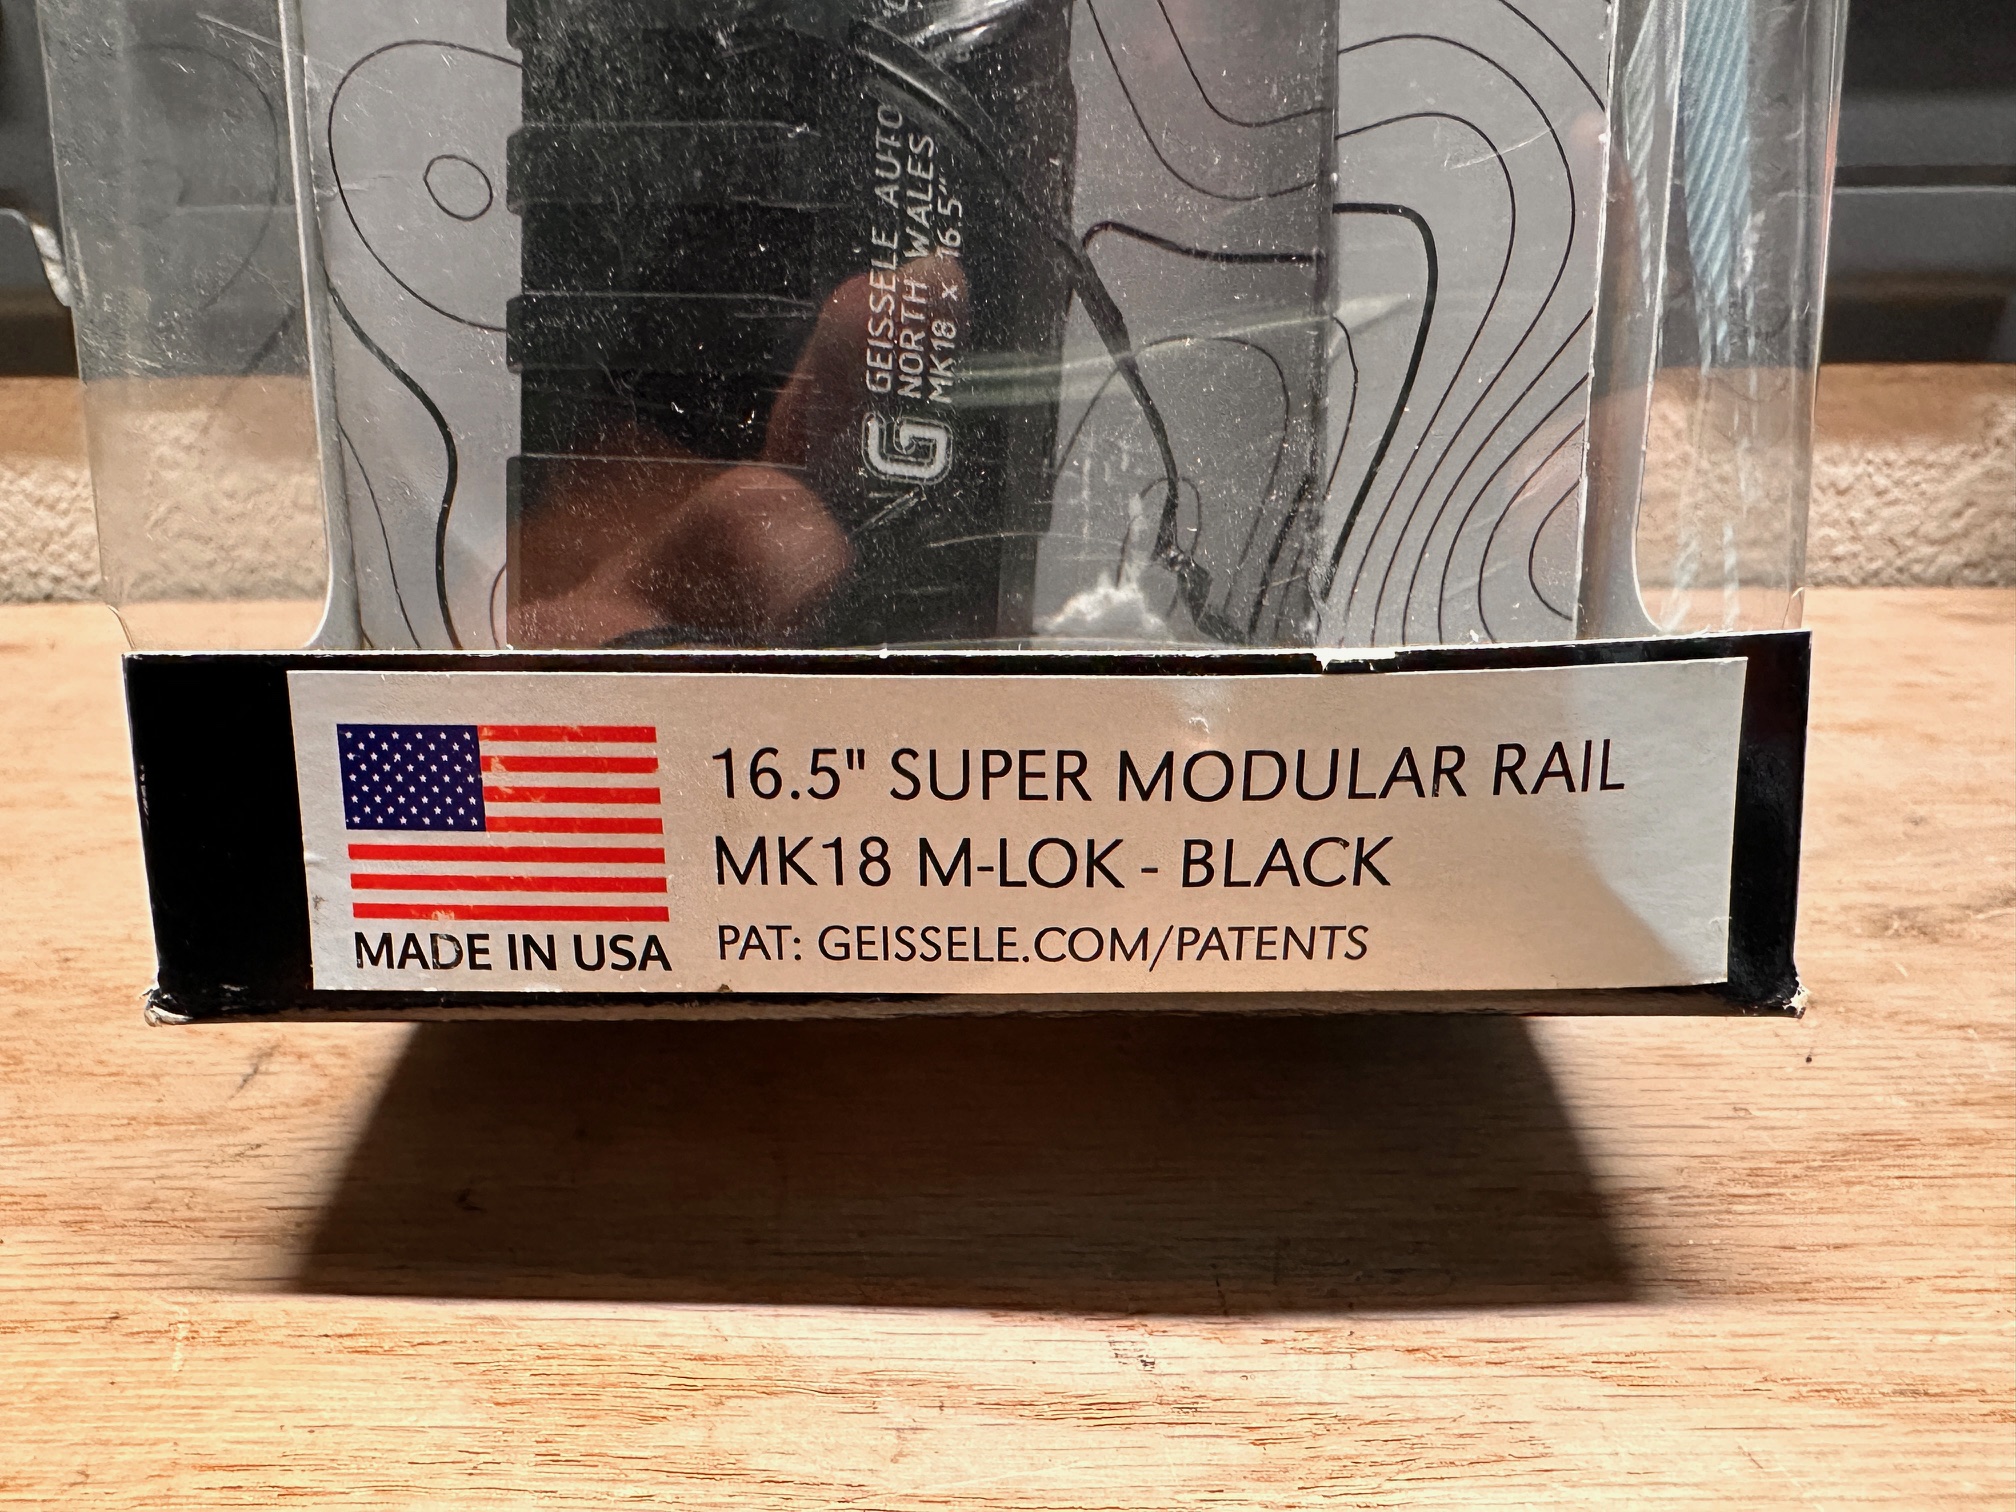 GEISSELE AUTO
NORTH WALES
MK18 x 16.5"
G
16.5" SUPER MODULAR RAIL
MK18 M-LOK - BLACK
PAT: GEISSELE.COM/PATENTS
MADE IN USA